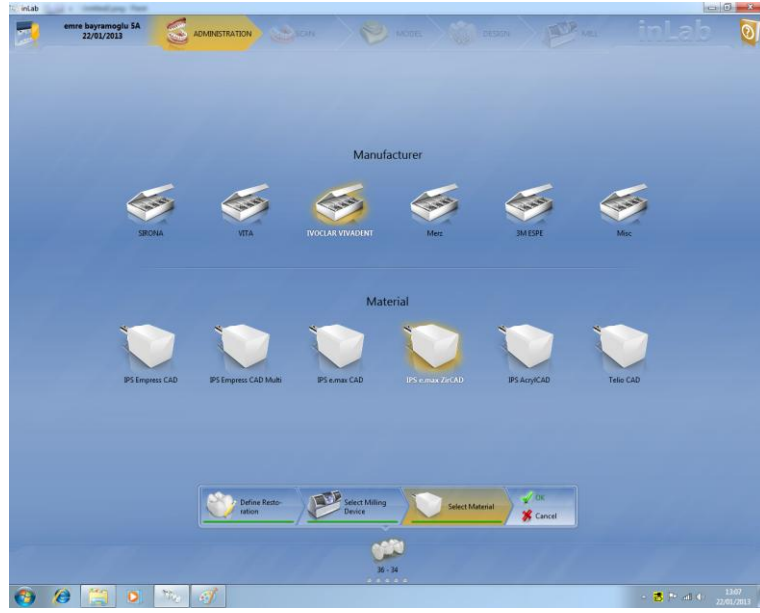 inLab
emre bayramoglu 5A
22/01/2013
ADMINISTRATION
SCAN
MODEL
DESIGN
MILL
inLab
Manufacturer
SIRONA
VITA
IVOCLAR VIVADENT
Merz
3M ESPE
Misc
Material
IPS Empress CAD
IPS Empress CAD Multi
IPS e.max CAD
IPS e.max ZirCAD
IPS AcrylCAD
Telio CAD
Define Resto-
ration
Select Milling
Device
Select Material
OK
Cancel
36 - 34
13:07
22/01/2013